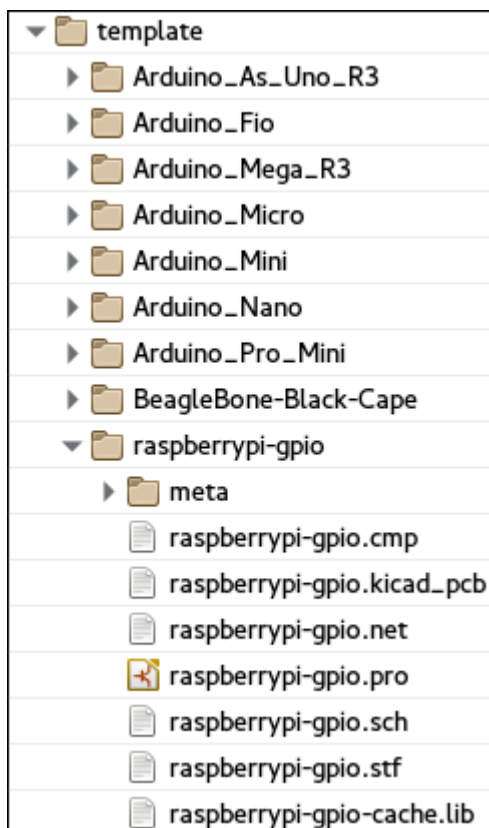 template
Arduino_As_Uno_R3
Arduino_Fio
Arduino_Mega_R3
Arduino_Micro
Arduino_Mini
Arduino_Nano
Arduino_Pro_Mini
BeagleBone-Black-Cape
raspberrypi-gpio
meta
raspberrypi-gpio.cmp
raspberrypi-gpio.kicad_pcb
raspberrypi-gpio.net
raspberrypi-gpio.pro
raspberrypi-gpio.sch
raspberrypi-gpio.stf
raspberrypi-gpio-cache.lib